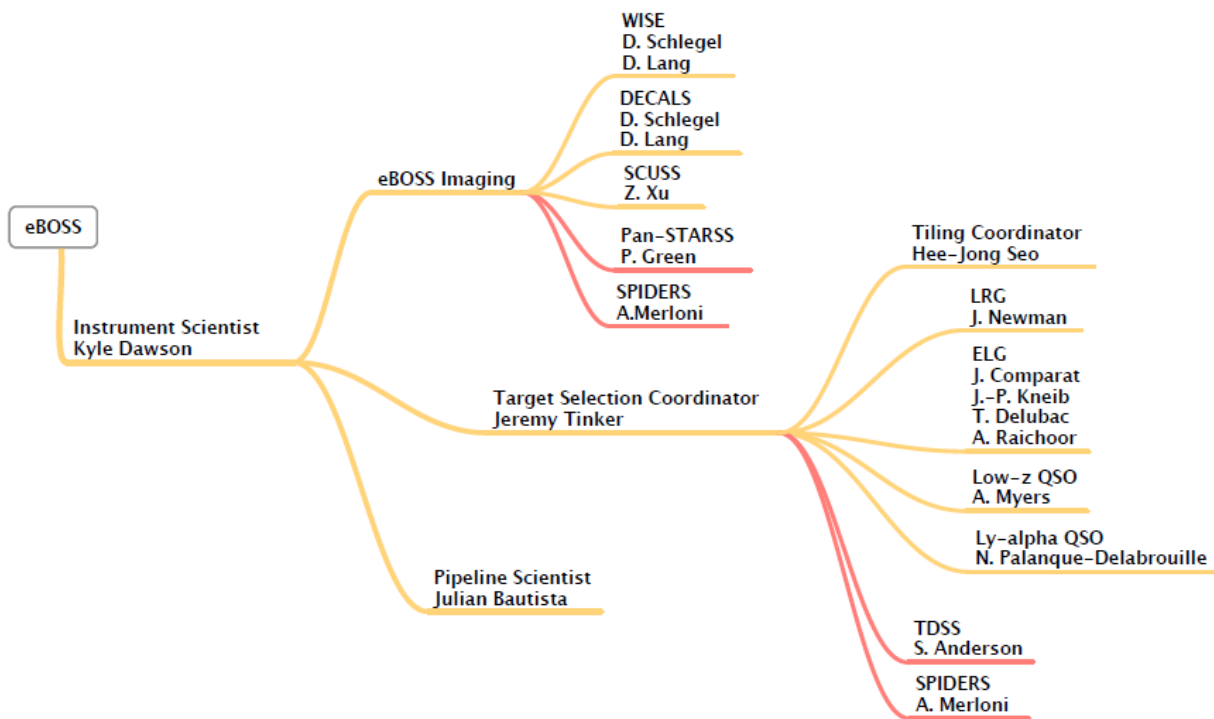 eBOSS
Instrument Scientist
Kyle Dawson
eBOSS Imaging
WISE
D. Schlegel
D. Lang
DECALS
D. Schlegel
D. Lang
SCUSS
Z. Xu
Pan-STARSS
P. Green
SPIDERS
A.Merloni
Target Selection Coordinator
Jeremy Tinker
Tiling Coordinator
Hee-Jong Seo
LRG
J. Newman
ELG
J. Comparat
J.-P. Kneib
T. Delubac
A. Raichoor
Low-z QSO
A. Myers
Ly-alpha QSO
N. Palanque-Delabrouille
TDSS
S. Anderson
SPIDERS
A. Merloni
Pipeline Scientist
Julian Bautista